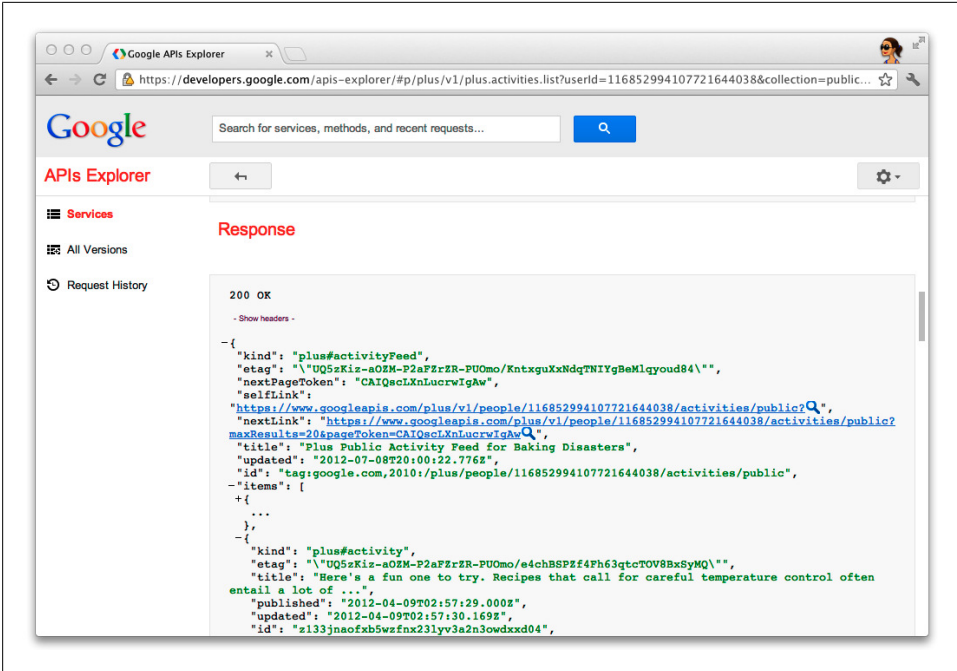 Google APIs Explorer
https://developers.google.com/apis-explorer/#p/plus/v1/plus.activities.list?userId=116852994107721644038&collection=public...
Google
Search for services, methods, and recent requests...
APIs Explorer
Services
All Versions
Request History
Response
200 OK
- Show headers -
-{
"kind": "plus#activityFeed",
"etag": "\"UQ5zKiz-aOZM-P2aFZrZR-PUOmo/KntxguXxNdqTNIYgBeMlqyoud84\"",
"nextPageToken": "CAIQscLXnLucrwIgAw",
"selfLink":
"https://www.googleapis.com/plus/v1/people/116852994107721644038/activities/public?",
"nextLink": "https://www.googleapis.com/plus/v1/people/116852994107721644038/activities/public?
maxResults=20&pageToken=CAIQscLXnLucrwIgAw",
"title": "Plus Public Activity Feed for Baking Disasters",
"updated": "2012-07-08T20:00:22.776Z",
"id": "tag:google.com,2010:/plus/people/116852994107721644038/activities/public",
-"items": [
+{
...
},
-{
"kind": "plus#activity",
"etag": "\"UQ5zKiz-aOZM-P2aFZrZR-PUOmo/e4chBSPZf4Fh63qtcTOV8BxSyMQ\"",
"title": "Here's a fun one to try. Recipes that call for careful temperature control often
entail a lot of ...",
"published": "2012-04-09T02:57:29.000Z",
"updated": "2012-04-09T02:57:30.169Z",
"id": "z133jnaofxb5wzfnx23lyv3a2n3owdxxd04",